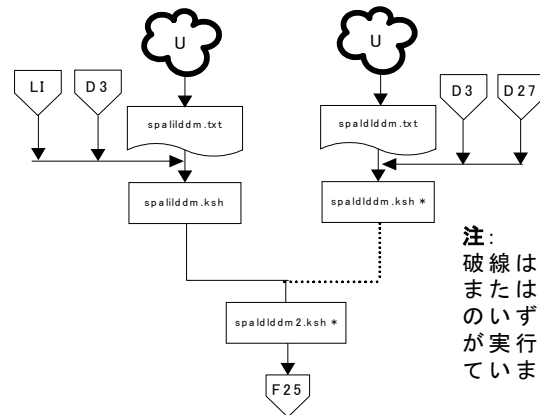 U
U
LI
D3
D3
D27
spalilddm.txt
spaldlddm.txt
spalilddm.ksh
spaldlddm.ksh *
spaldlddm2.ksh *
F25
注:
破線は
または
のいず
が実行
ていま